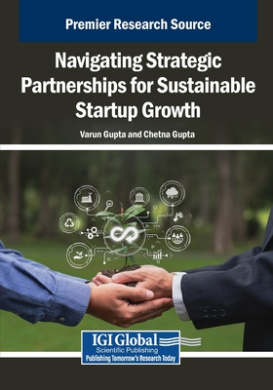 Premier Research Source
Navigating Strategic
Partnerships for Sustainable
Startup Growth
Varun Gupta and Chetna Gupta
IGI Global
Scientific Publishing
Publishing Tomorrow's Research Today